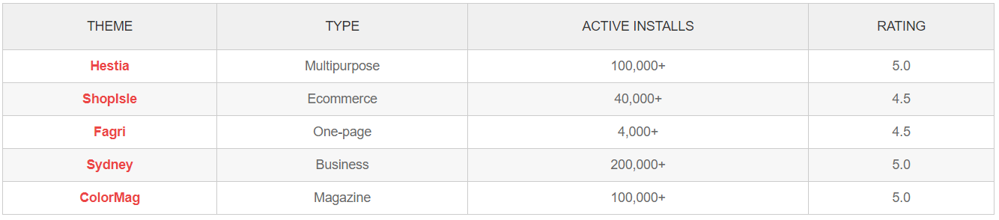 THEME TYPE ACTIVE INSTALLS RATING
Hestia Multipurpose 100,000+ 5.0
ShopIsle Ecommerce 40,000+ 4.5
Fagri One-page 4,000+ 4.5
Sydney Business 200,000+ 5.0
ColorMag Magazine 100,000+ 5.0